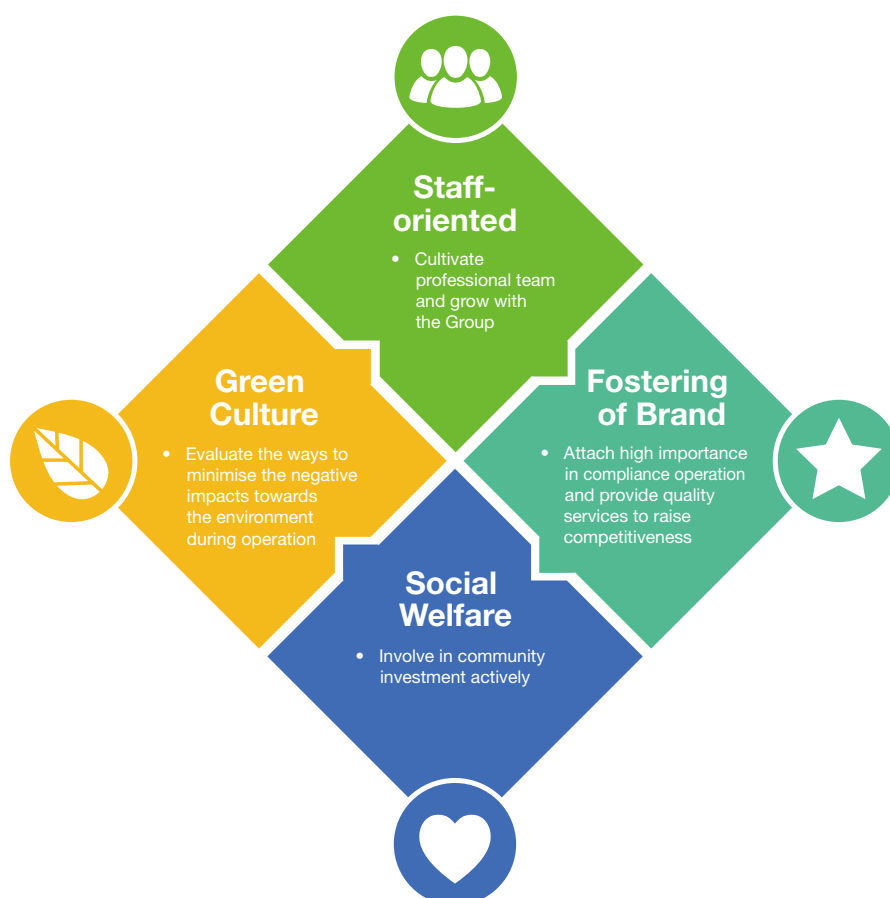 Staff-
oriented
• Cultivate
professional team
and grow with
the Group
Green
Culture
• Evaluate the ways to
minimise the negative
impacts towards
the environment
during operation
Fostering
of Brand
• Attach high importance
in compliance operation
and provide quality
services to raise
competitiveness
Social
Welfare
• Involve in community
investment actively